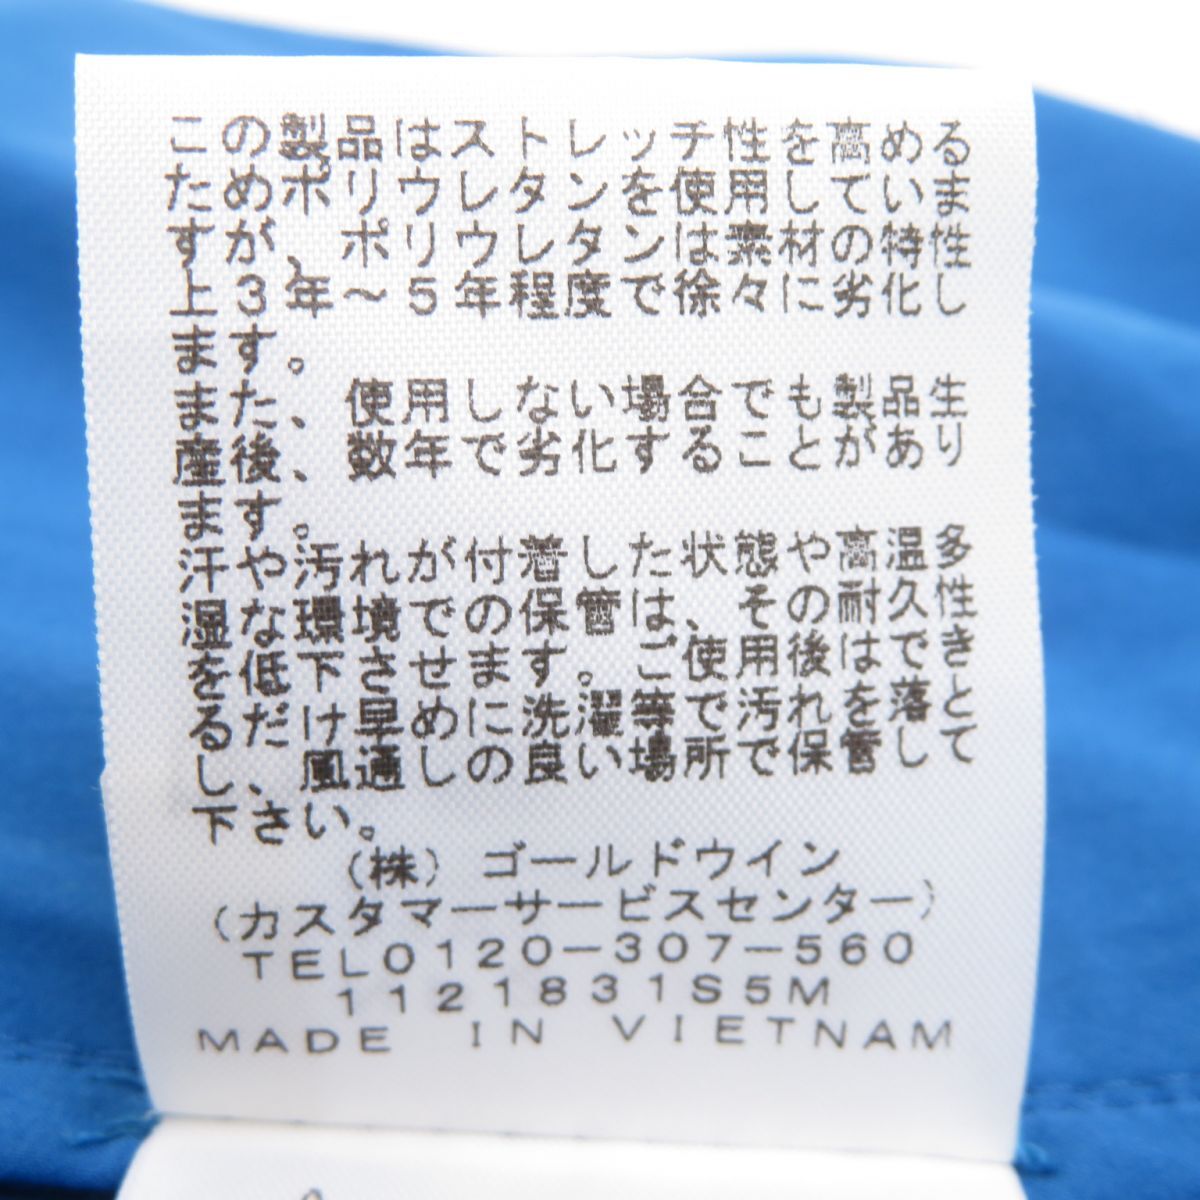 この製品はストレッチ性を高める
ためポリウレタンを使用していま
すが、ポリウレタンは素材の特性
上3年～5年程度で徐々に劣化し
ます。
また、使用しない場合でも製品生
産後、数年で劣化することがあり
ます。
汗や汚れが付着した状態や高温多
湿な環境での保管は、その耐久性
を低下させます。ご使用後はできる
だけ早めに洗濯等で汚れを落と
し、風通しの良い場所で保管して
下さい。
(株)ゴールドウイン
(カスタマーサービスセンター)
TEL0120-307-560
1121831S5M
MADE IN VIETNAM